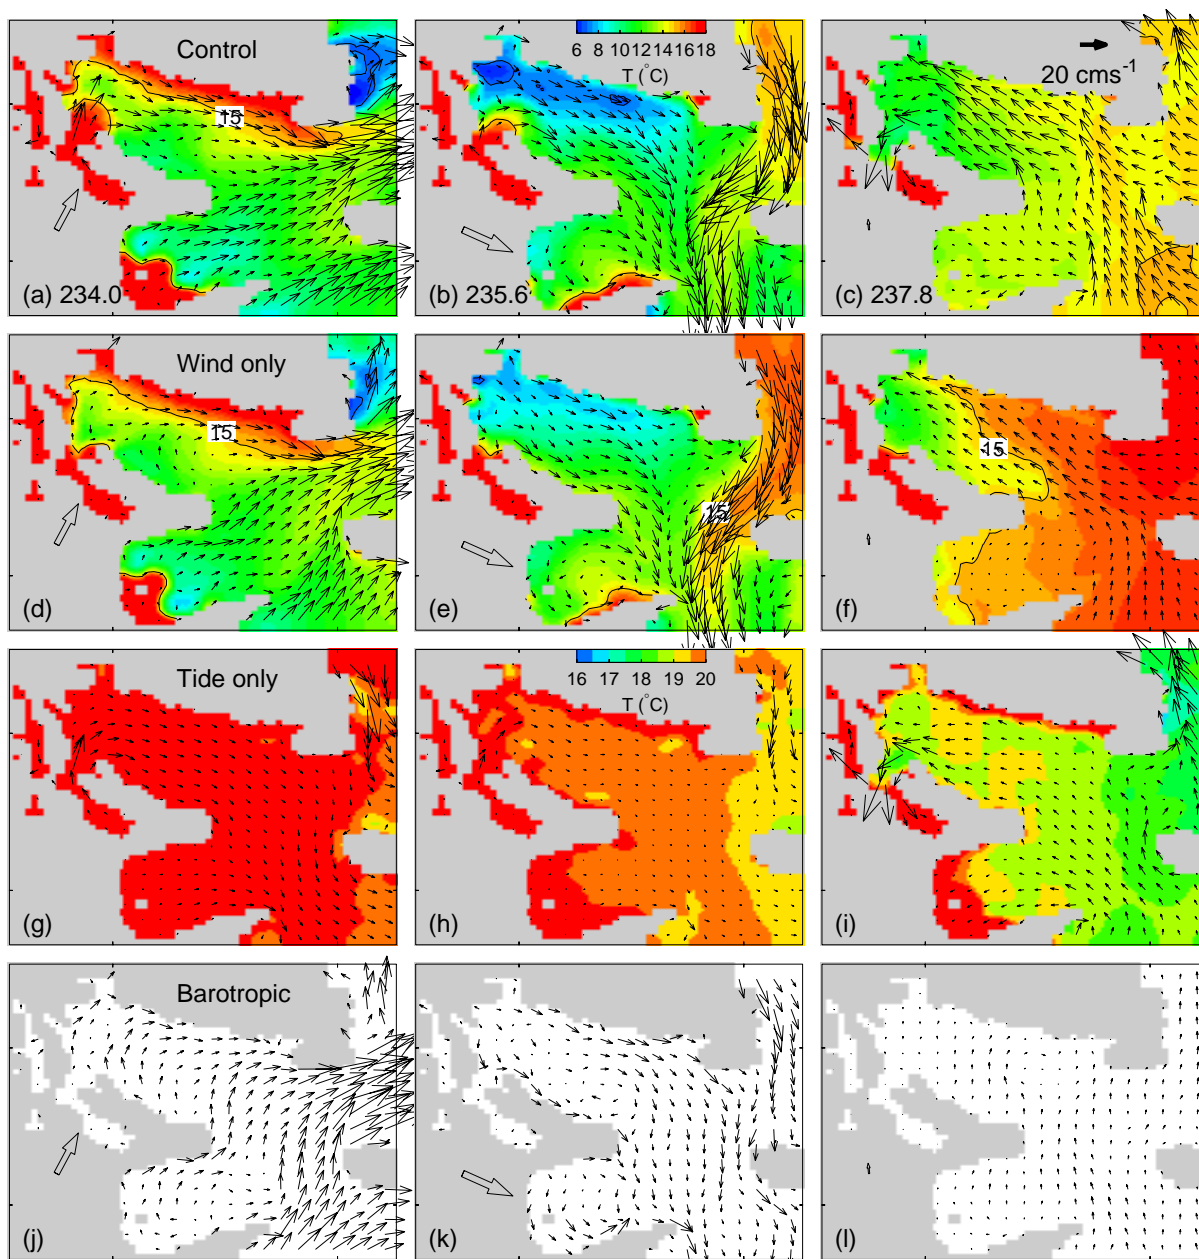 Control
15
(a) 234.0
6 8 10 12 14 16 18
T (°C)
(b) 235.6
20 cms⁻¹
(c) 237.8
Wind only
15
(d)
15
(e)
15
(f)
Tide only
(g)
16 17 18 19 20
T (°C)
(h)
(i)
Barotropic
(j)
(k)
(l)